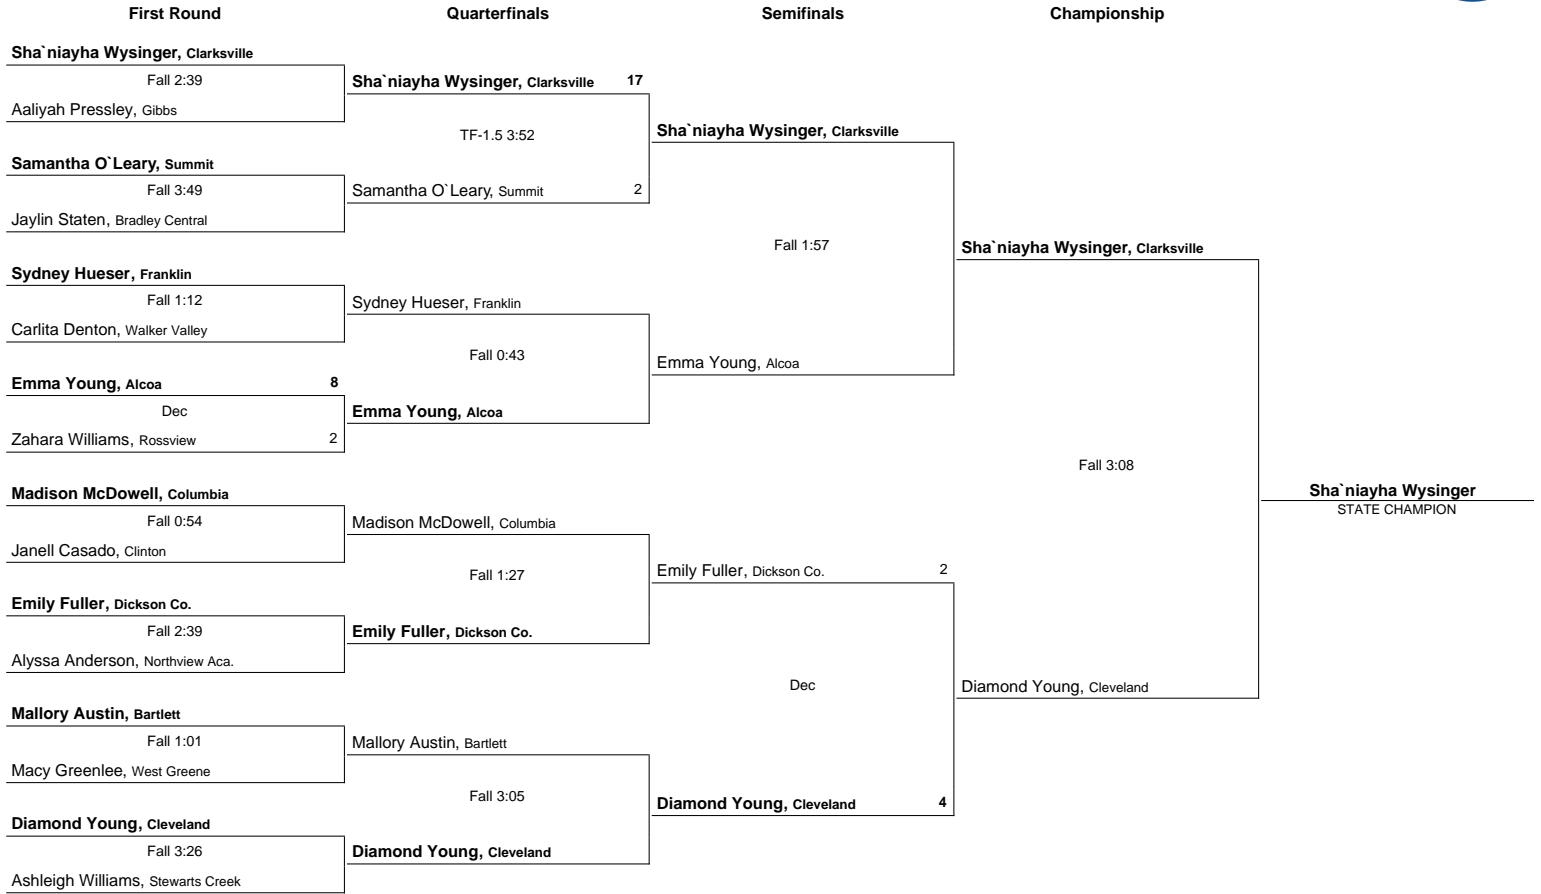 First Round
Quarterfinals
Semifinals
Championship
Sha`niayha Wysinger, Clarksville
Fall 2:39
Aaliyah Pressley, Gibbs
Samantha O`Leary, Summit
Fall 3:49
Jaylin Staten, Bradley Central
Sydney Hueser, Franklin
Fall 1:12
Carlita Denton, Walker Valley
Emma Young, Alcoa 8
Dec
Zahara Williams, Rossview 2
Madison McDowell, Columbia
Fall 0:54
Janell Casado, Clinton
Emily Fuller, Dickson Co.
Fall 2:39
Alyssa Anderson, Northview Aca.
Mallory Austin, Bartlett
Fall 1:01
Macy Greenlee, West Greene
Diamond Young, Cleveland
Fall 3:26
Ashleigh Williams, Stewarts Creek
Sha`niayha Wysinger, Clarksville 17
TF-1.5 3:52
Samantha O`Leary, Summit 2
Sydney Hueser, Franklin
Fall 0:43
Emma Young, Alcoa
Madison McDowell, Columbia
Fall 1:27
Emily Fuller, Dickson Co.
Mallory Austin, Bartlett
Fall 3:05
Diamond Young, Cleveland
Sha`niayha Wysinger, Clarksville
Fall 1:57
Emma Young, Alcoa
Emily Fuller, Dickson Co. 2
Dec
Diamond Young, Cleveland 4
Sha`niayha Wysinger, Clarksville
Fall 3:08
Diamond Young, Cleveland
Sha`niayha Wysinger
STATE CHAMPION